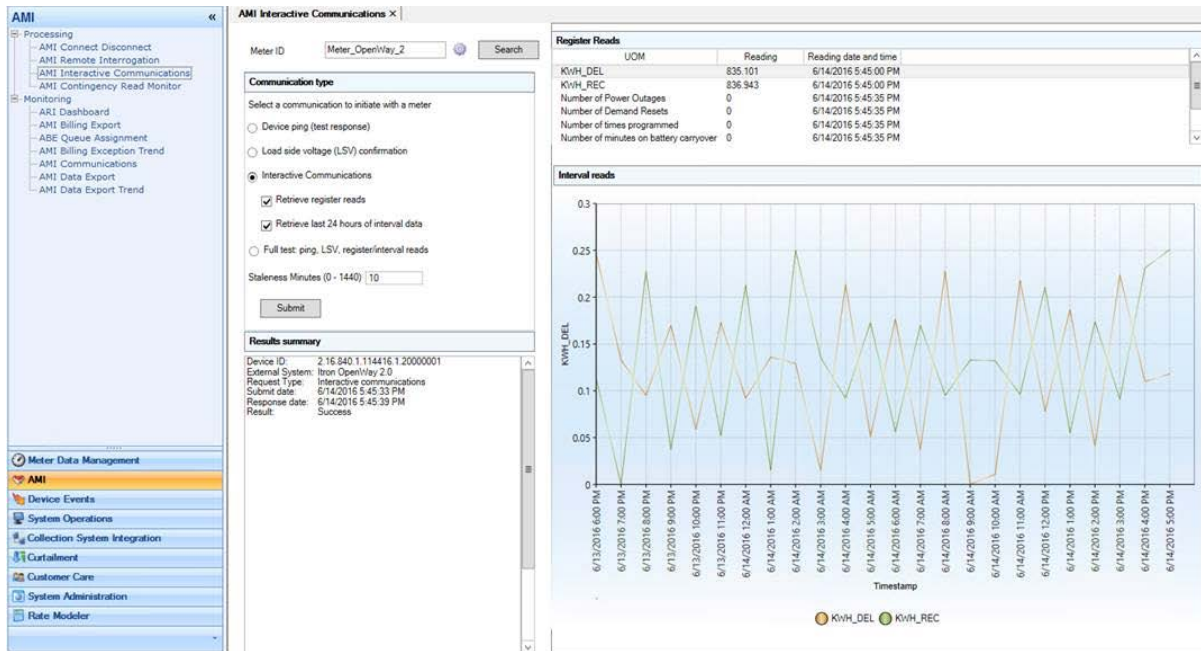 AMI «
Processing
AMI Connect Disconnect
AMI Remote Interrogation
AMI Interactive Communications
AMI Contingency Read Monitor
Monitoring
ARI Dashboard
AMI Billing Export
ABE Queue Assignment
AMI Billing Exception Trend
AMI Communications
AMI Data Export
AMI Data Export Trend
Meter Data Management
AMI
Device Events
System Operations
Collection System Integration
Curtailment
Customer Care
System Administration
Rate Modeler
AMI Interactive Communications ×
Meter ID Meter_OpenWay_2 Search
Communication type
Select a communication to initiate with a meter
Device ping (test response)
Load side voltage (LSV) confirmation
Interactive Communications
Retrieve register reads
Retrieve last 24 hours of interval data
Full test: ping, LSV, register/interval reads
Staleness Minutes (0 - 1440) 10
Submit
Results summary
Device ID: 2.16.840.1.114416.1.20000001
External System: Itron OpenWay 2.0
Request Type: Interactive communications
Submit date: 6/14/2016 5:45:33 PM
Response date: 6/14/2016 5:45:39 PM
Result: Success
Register Reads
UOM Reading Reading date and time
KWH_DEL 835.101 6/14/2016 5:45:00 PM
KWH_REC 836.943 6/14/2016 5:45:00 PM
Number of Power Outages 0 6/14/2016 5:45:35 PM
Number of Demand Resets 0 6/14/2016 5:45:35 PM
Number of times programmed 0 6/14/2016 5:45:35 PM
Number of minutes on battery carryover 0 6/14/2016 5:45:35 PM
Interval reads
0.3
0.25
0.2
0.15
0.1
0.05
0
KWH_DEL
6/13/2016 6:00 PM
6/13/2016 7:00 PM
6/13/2016 8:00 PM
6/13/2016 9:00 PM
6/13/2016 10:00 PM
6/13/2016 11:00 PM
6/14/2016 12:00 AM
6/14/2016 1:00 AM
6/14/2016 2:00 AM
6/14/2016 3:00 AM
6/14/2016 4:00 AM
6/14/2016 5:00 AM
6/14/2016 6:00 AM
6/14/2016 7:00 AM
6/14/2016 8:00 AM
6/14/2016 9:00 AM
6/14/2016 10:00 AM
6/14/2016 11:00 AM
6/14/2016 12:00 PM
6/14/2016 1:00 PM
6/14/2016 2:00 PM
6/14/2016 3:00 PM
6/14/2016 4:00 PM
6/14/2016 5:00 PM
Timestamp
KWH_DEL KWH_REC